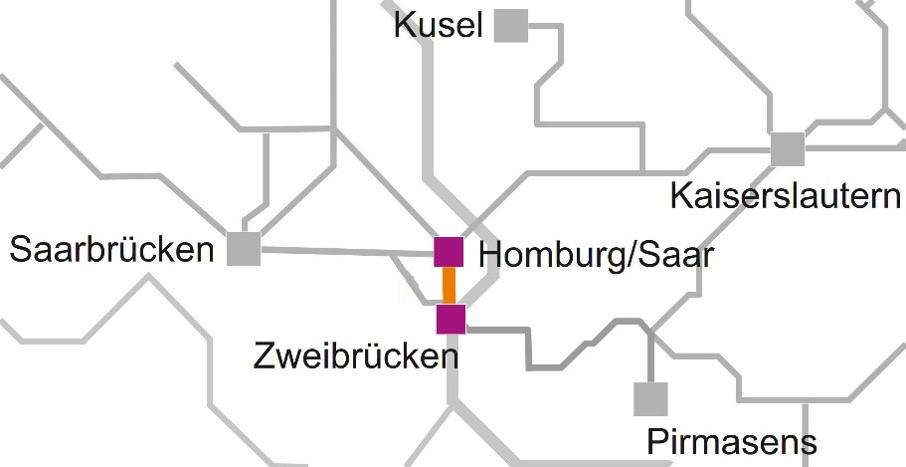 Kusel
Kaiserslautern
Saarbrücken
Homburg/Saar
Zweibrücken
Pirmasens